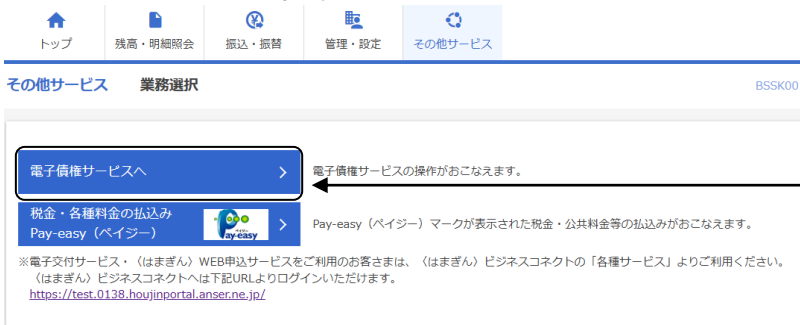 トップ
残高・明細照会
振込・振替
管理・設定
その他サービス
その他サービス 業務選択
BSSK001
電子債権サービスへ
電子債権サービスの操作がおこなえます。
税金・各種料金の払込み
Pay-easy（ペイジー）
ペイジー
Pay-easy
Pay-easy（ペイジー）マークが表示された税金・公共料金等の払込みがおこなえます。
※電子交付サービス・〈はまぎん〉WEB申込サービスをご利用のお客さまは、〈はまぎん〉ビジネスコネクトの「各種サービス」よりご利用ください。
〈はまぎん〉ビジネスコネクトへは下記URLよりログインいただけます。
https://test.0138.houjinportal.anser.ne.jp/